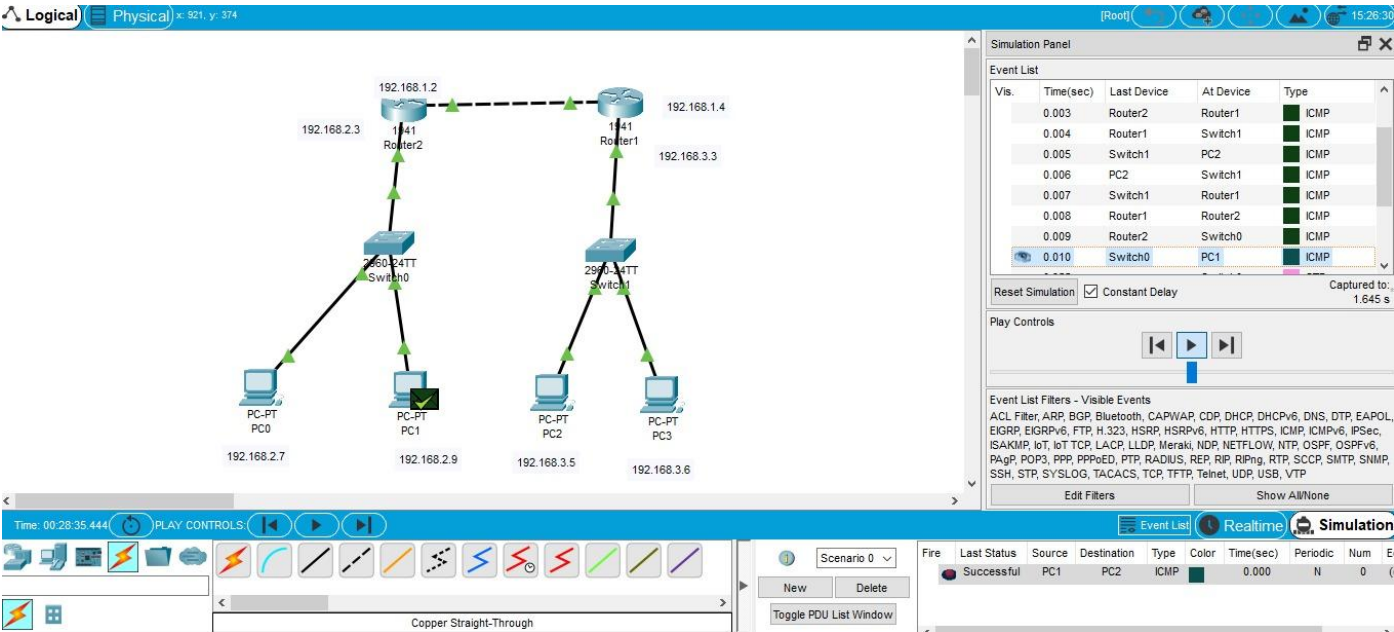 Logical Physical x: 921, y: 374 [Root] 15:26:30
192.168.1.2
192.168.2.3
1941
Router2
1941
Router1
192.168.1.4
192.168.3.3
2960-24TT
Switch0
2960-24TT
Switch1
PC-PT
PC0
192.168.2.7
PC-PT
PC1
192.168.2.9
PC-PT
PC2
192.168.3.5
PC-PT
PC3
192.168.3.6
Simulation Panel
Event List
Vis. Time(sec) Last Device At Device Type
0.003 Router2 Router1 ICMP
0.004 Router1 Switch1 ICMP
0.005 Switch1 PC2 ICMP
0.006 PC2 Switch1 ICMP
0.007 Switch1 Router1 ICMP
0.008 Router1 Router2 ICMP
0.009 Router2 Switch0 ICMP
0.010 Switch0 PC1 ICMP
Reset Simulation Constant Delay Captured to:
1.645 s
Play Controls
Event List Filters - Visible Events
ACL Filter, ARP, BGP, Bluetooth, CAPWAP, CDP, DHCP, DHCPv6, DNS, DTP, EAPOL,
EIGRP, EIGRPv6, FTP, H.323, HSRP, HSRPv6, HTTP, HTTPS, ICMP, ICMPv6, IPSec,
ISAKMP, IoT, IoT TCP, LACP, LLDP, Meraki, NDP, NETFLOW, NTP, OSPF, OSPFv6,
PAgP, POP3, PPP, PPPoED, PTP, RADIUS, REP, RIP, RIPng, RTP, SCCP, SMTP, SNMP,
SSH, STP, SYSLOG, TACACS, TCP, TFTP, Telnet, UDP, USB, VTP
Edit Filters Show All/None
Time: 00:28:35.444 PLAY CONTROLS: Event List Realtime Simulation
Copper Straight-Through
Scenario 0
New Delete
Toggle PDU List Window
Fire Last Status Source Destination Type Color Time(sec) Periodic Num
Successful PC1 PC2 ICMP 0.000 N 0